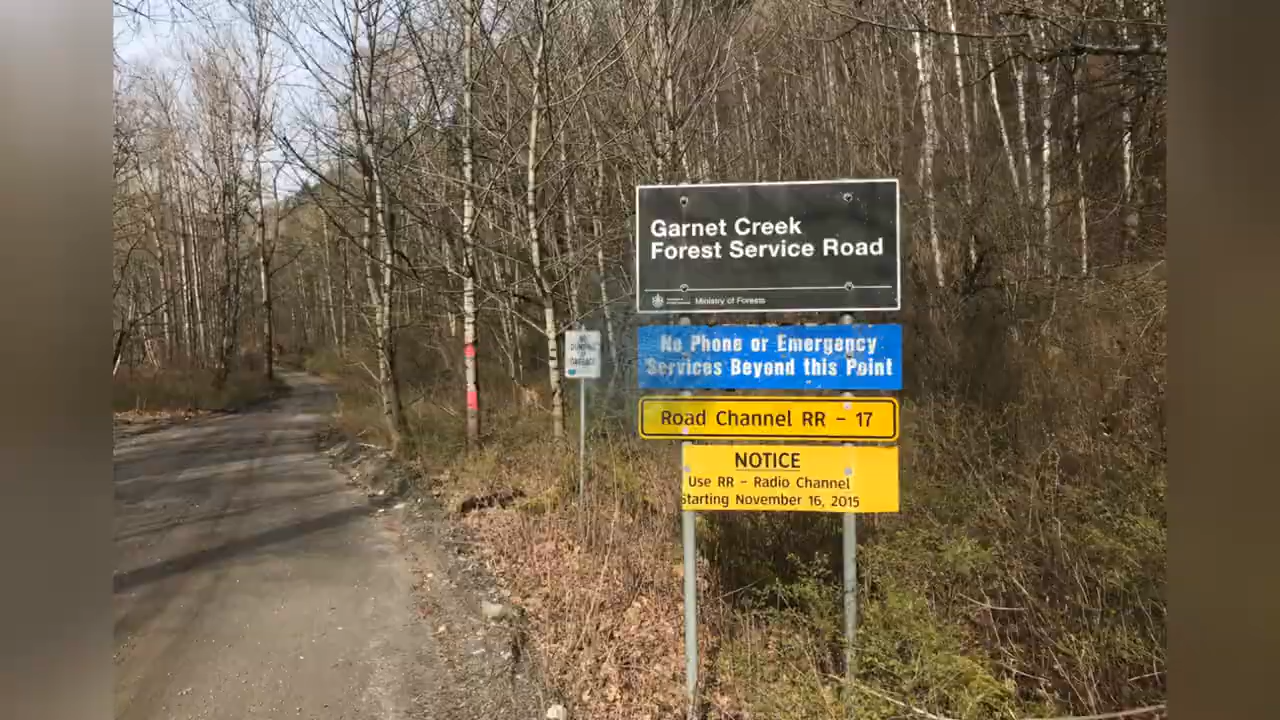 Garnet Creek
Forest Service Road
Ministry of Forests
No Phone or Emergency
Services Beyond this Point
Road Channel RR - 17
NOTICE
Use RR - Radio Channel
Starting November 16, 2015